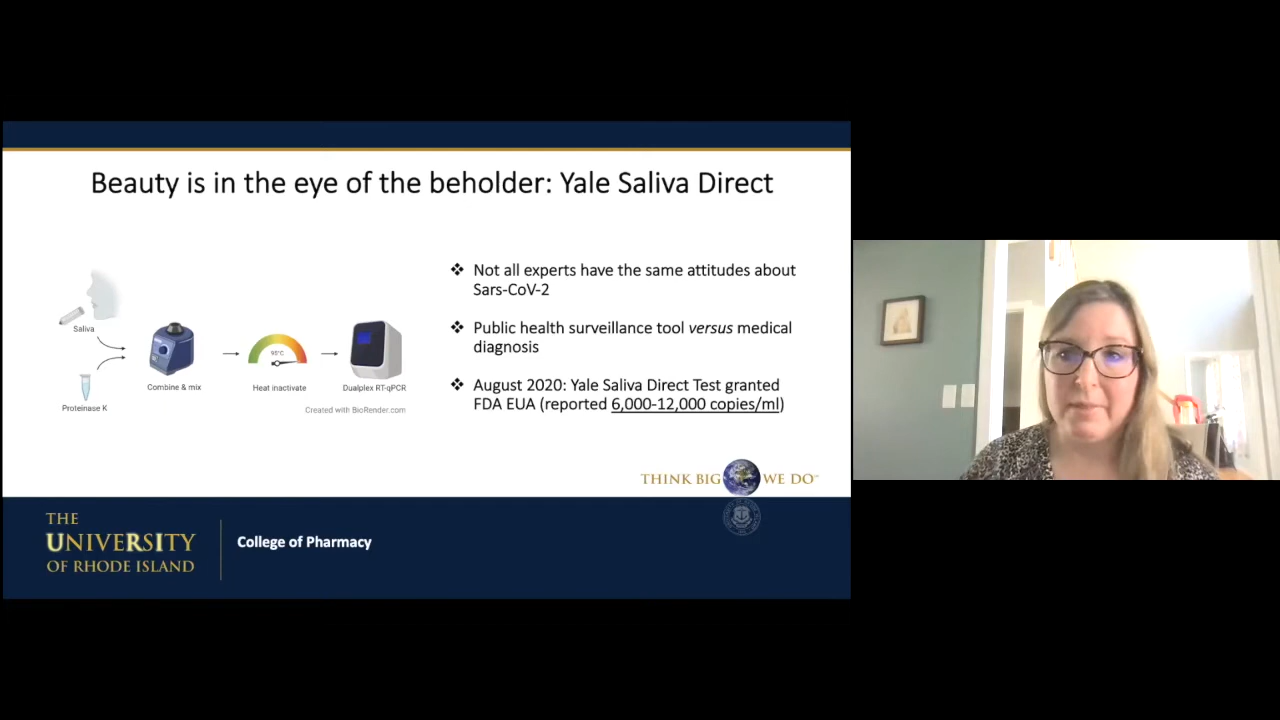 Beauty is in the eye of the beholder: Yale Saliva Direct
Saliva
Proteinase K
Combine & mix
95°C
Heat inactivate
Dualplex RT-qPCR
Created with BioRender.com
❖ Not all experts have the same attitudes about
Sars-CoV-2
❖ Public health surveillance tool versus medical
diagnosis
❖ August 2020: Yale Saliva Direct Test granted
FDA EUA (reported 6,000-12,000 copies/ml)
THINK BIG WE DO
THE
UNIVERSITY
OF RHODE ISLAND
College of Pharmacy